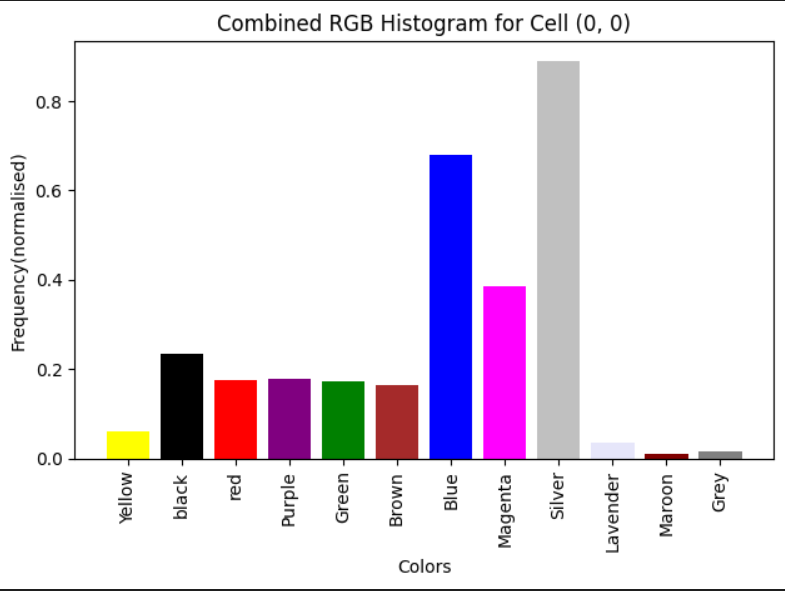 Combined RGB Histogram for Cell (0, 0)
Frequency(normalised)
0.8
0.6
0.4
0.2
0.0
Yellow
black
red
Purple
Green
Brown
Blue
Magenta
Silver
Lavender
Maroon
Grey
Colors